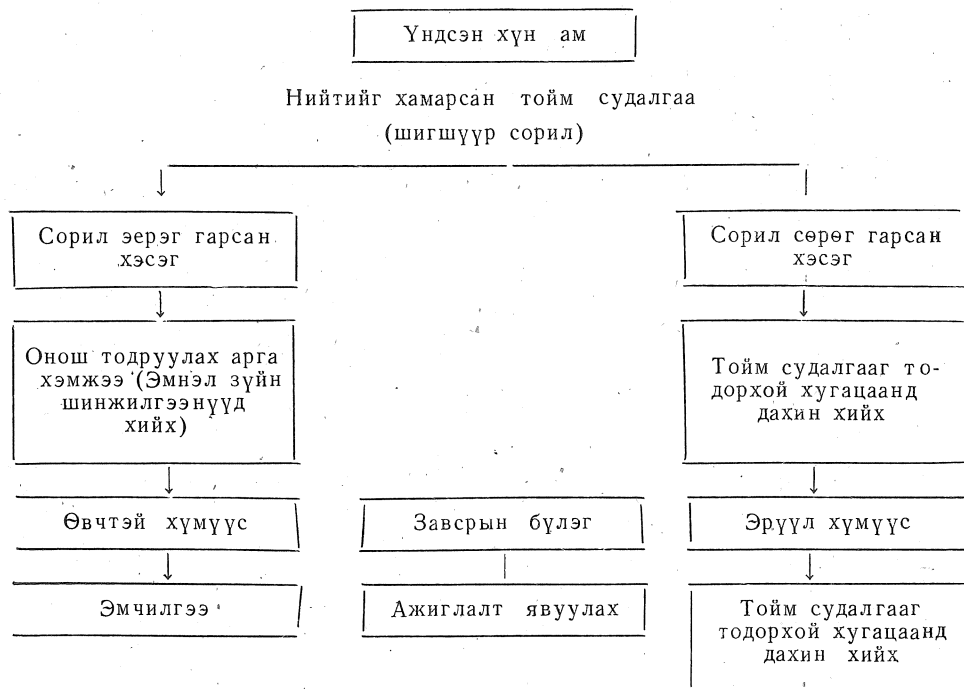 Үндсэн хүн ам
Нийтийг хамарсан тойм судалгаа
(шигшүүр сорил)
Сорил эерэг гарсан
хэсэг
Сорил сөрөг гарсан
хэсэг
Онош тодруулах арга
хэмжээ (Эмнэл зүйн
шинжилгээнүүд
хийх)
Тойм судалгааг то-
дорхой хугацаанд
дахин хийх
Өвчтэй хүмүүс
Завсрын бүлэг
Эрүүл хүмүүс
Эмчилгээ
Ажиглалт явуулах
Тойм судалгааг
тодорхой хугацаанд
дахин хийх